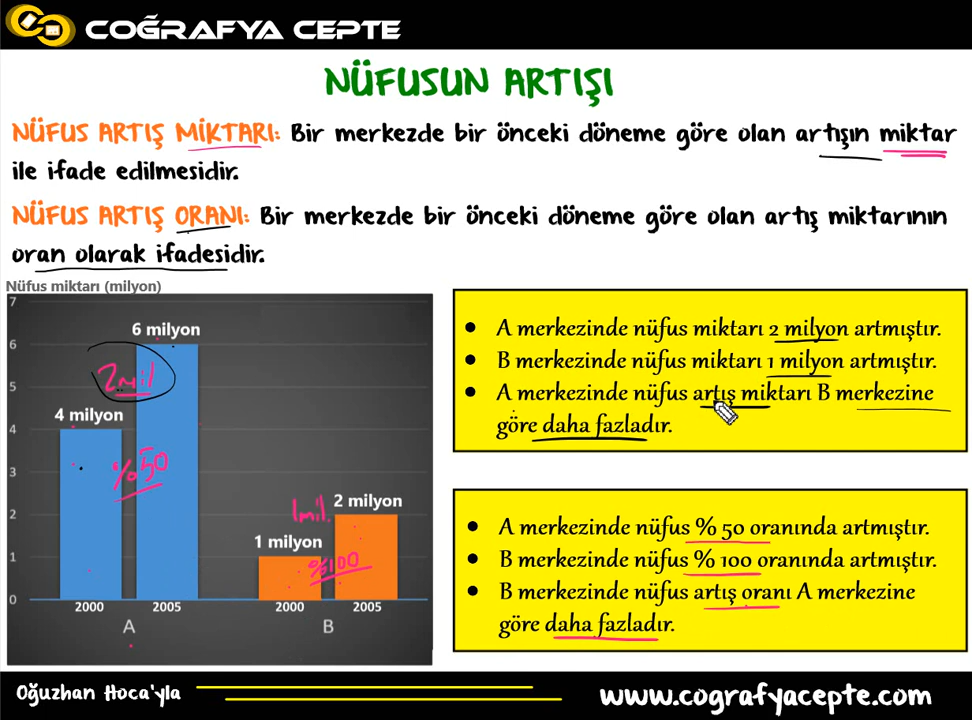 COĞRAFYA CEPTE
NÜFUSUN ARTIŞI
NÜFUS ARTIŞ MİKTARI: Bir merkezde bir önceki döneme göre olan artışın miktar
ile ifade edilmesidir.
NÜFUS ARTIŞ ORANI: Bir merkezde bir önceki döneme göre olan artış miktarının
oran olarak ifadesidir.
Nüfus miktarı (milyon)
7
6
5
4
3
2
1
0
6 milyon
2mil
4 milyon
%50
2 milyon
1mil.
1 milyon
%100
2000
2005
2000
2005
A
B
• A merkezinde nüfus miktarı 2 milyon artmıştır.
• B merkezinde nüfus miktarı 1 milyon artmıştır.
• A merkezinde nüfus artış miktarı B merkezine
göre daha fazladır.
• A merkezinde nüfus % 50 oranında artmıştır.
• B merkezinde nüfus % 100 oranında artmıştır.
• B merkezinde nüfus artış oranı A merkezine
göre daha fazladır.
Oğuzhan Hoca'yla
www.cografyacepte.com